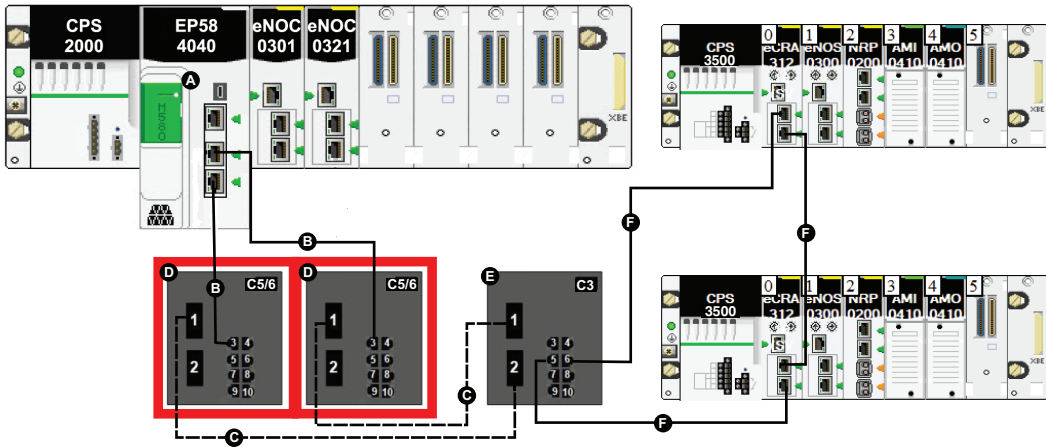 CPS 2000
EP58 4040
eNOC 0301
eNOC 0321
XBE
A
B
B
D
C5/6
1
2
3 4
5 6
7 8
9 10
D
C5/6
1
2
3 4
5 6
7 8
9 10
E
C3
1
2
3 4
5 6
7 8
9 10
C
C
F
F
F
0 1 2 3 4 5
CPS 3500
eCRA 312
eNOS 0300
NRP 0200
AMI 0410
AMO 0410
XBE
0 1 2 3 4 5
CPS 3500
eCRA 312
eNOS 0300
NRP 0200
AMI 0410
AMO 0410
XBE